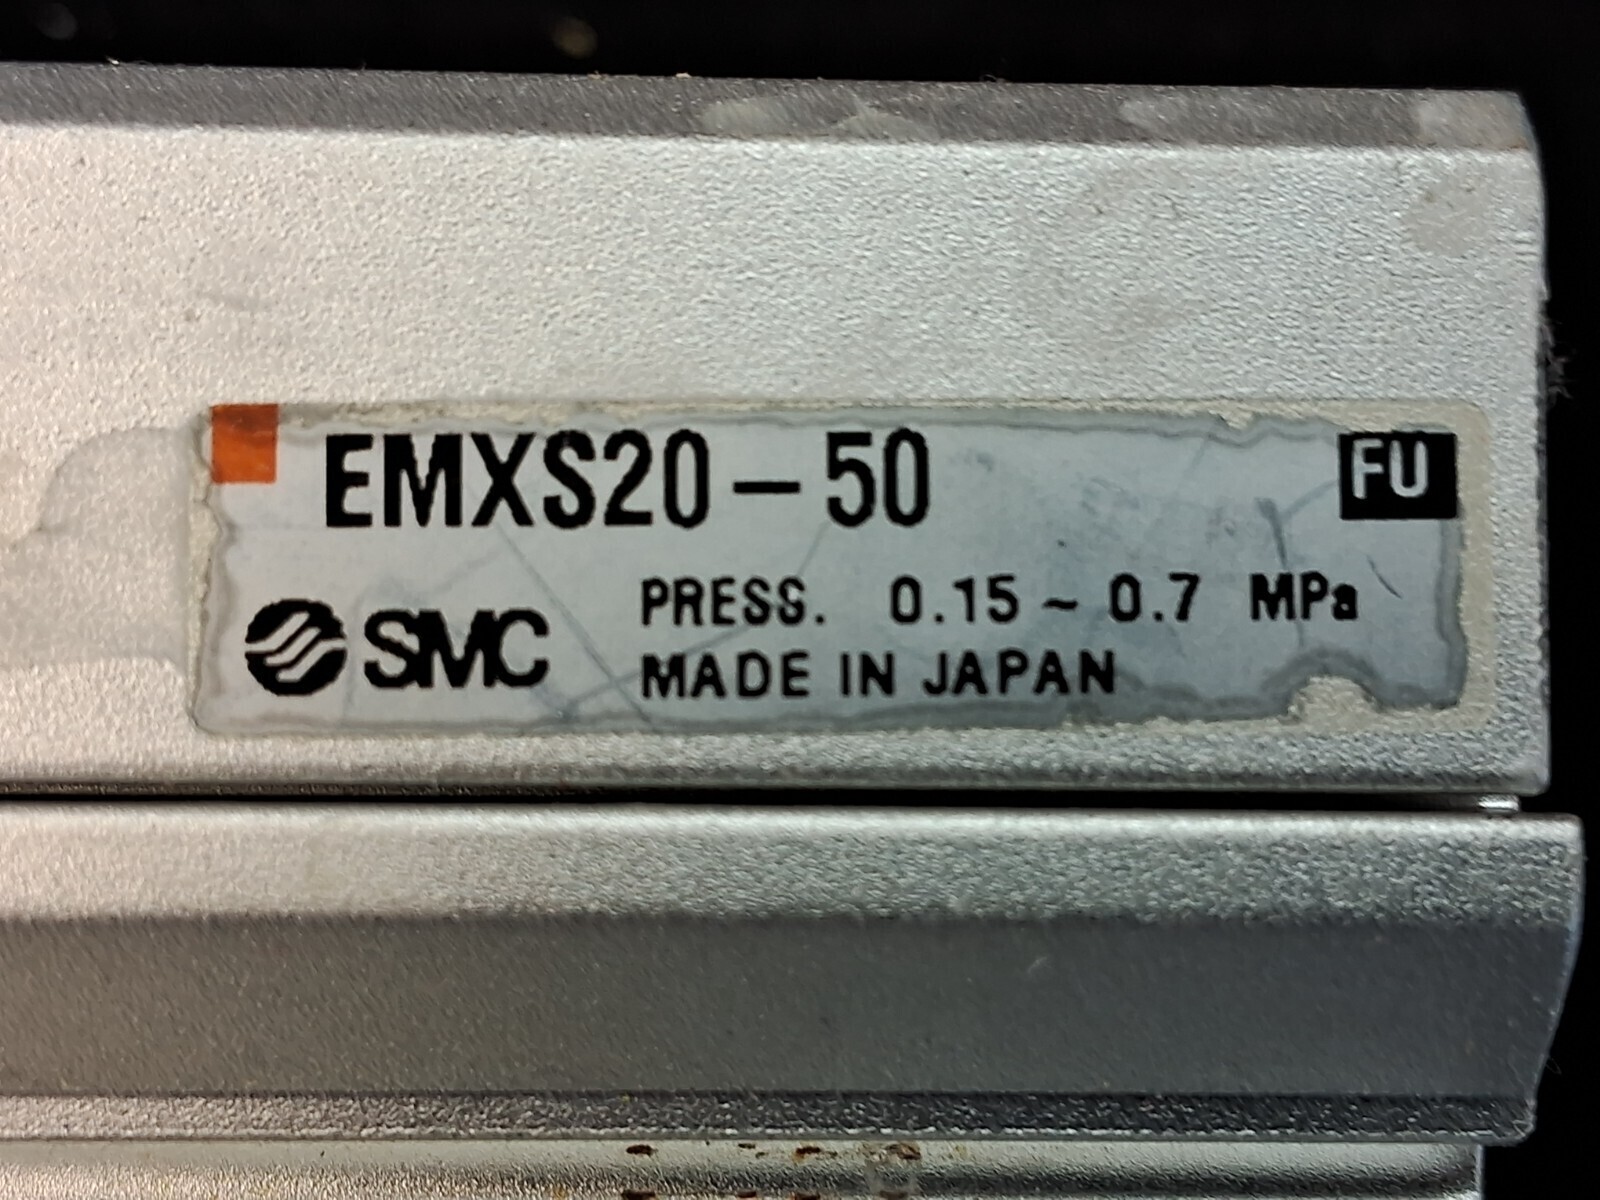 EMXS20-50 FU
SMC PRESS. 0.15 ~ 0.7 MPa
MADE IN JAPAN